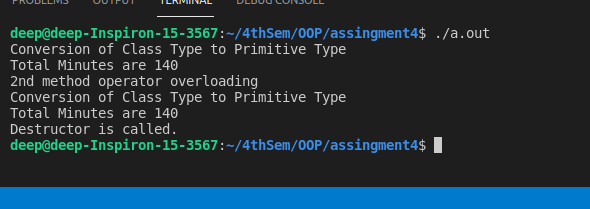 PROBLEMS OUTPUT TERMINAL DEBUG CONSOLE
deep@deep-Inspiron-15-3567:~/4thSem/OOP/assingment4$ ./a.out
Conversion of Class Type to Primitive Type
Total Minutes are 140
2nd method operator overloading
Conversion of Class Type to Primitive Type
Total Minutes are 140
Destructor is called.
deep@deep-Inspiron-15-3567:~/4thSem/OOP/assingment4$